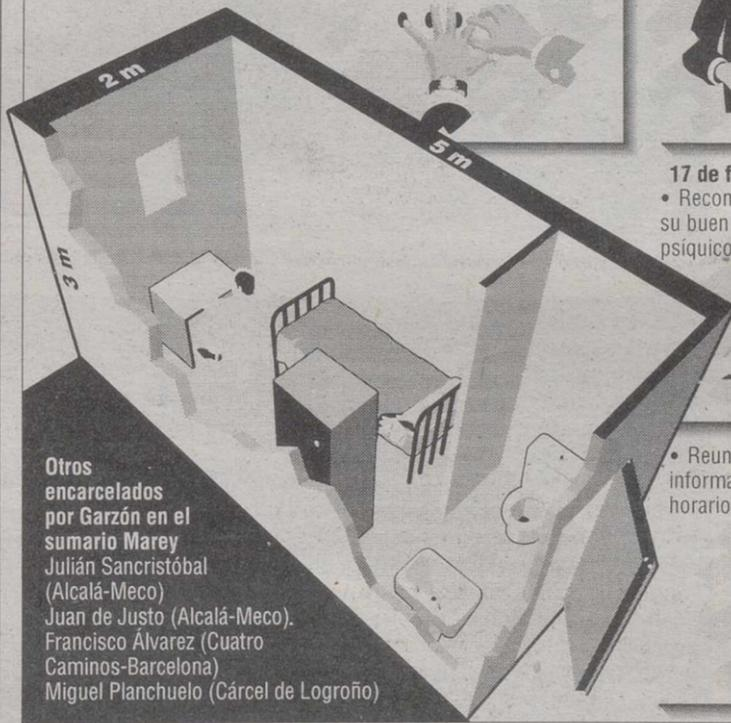 2 m
5 m
3 m
17 de f
• Recon
su buen
psíquico
• Reun
informa
horario
Otros
encarcelados
por Garzón en el
sumario Marey
Julián Sancristóbal
(Alcalá-Meco)
Juan de Justo (Alcalá-Meco).
Francisco Álvarez (Cuatro
Caminos-Barcelona)
Miguel Planchuelo (Cárcel de Logroño)